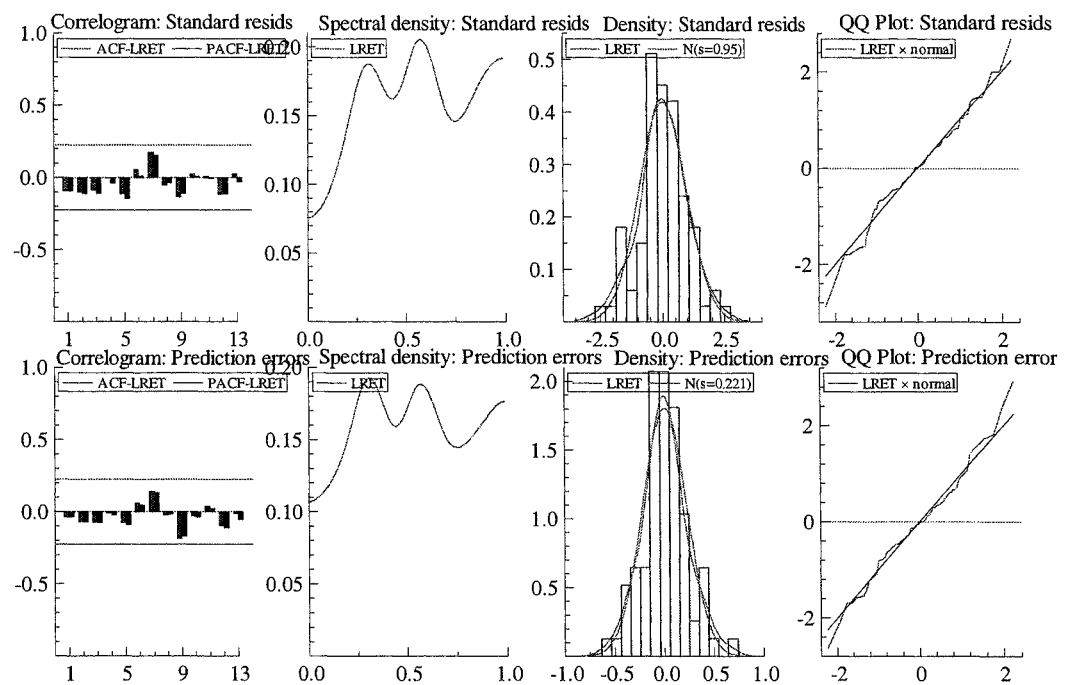 Correlogram: Standard resids
ACF-LRET PACF-LRET
1.0
0.5
0.0
-0.5
1 5 9 13
Spectral density: Standard resids
LRET
0.20
0.15
0.10
0.05
0.0 0.5 1.0
Density: Standard resids
LRET N(s=0.95)
0.5
0.4
0.3
0.2
0.1
-2.5 0.0 2.5
QQ Plot: Standard resids
LRET × normal
2
0
-2
-2 0 2
Correlogram: Prediction errors
ACF-LRET PACF-LRET
1.0
0.5
0.0
-0.5
1 5 9 13
Spectral density: Prediction errors
LRET
0.20
0.15
0.10
0.05
0.0 0.5 1.0
Density: Prediction errors
LRET N(s=0.221)
2.0
1.5
1.0
0.5
-1.0 -0.5 0.0 0.5 1.0
QQ Plot: Prediction error
LRET × normal
2
0
-2
-2 0 2